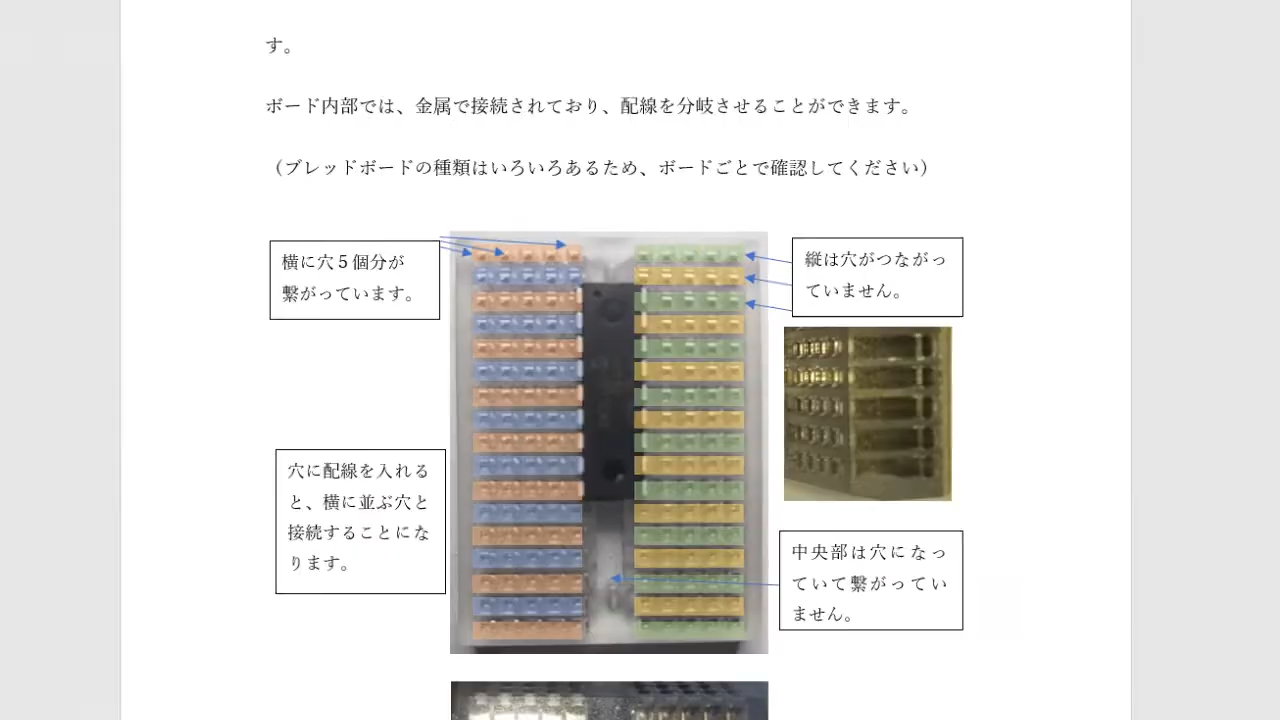 す。
ボード内部では、金属で接続されており、配線を分岐させることができます。
（ブレッドボードの種類はいろいろあるため、ボードごとで確認してください）
横に穴５個分が
繋がっています。
縦は穴がつながっ
ていません。
穴に配線を入れる
と、横に並ぶ穴と
接続することにな
ります。
中央部は穴になっ
ていて繋がってい
ません。